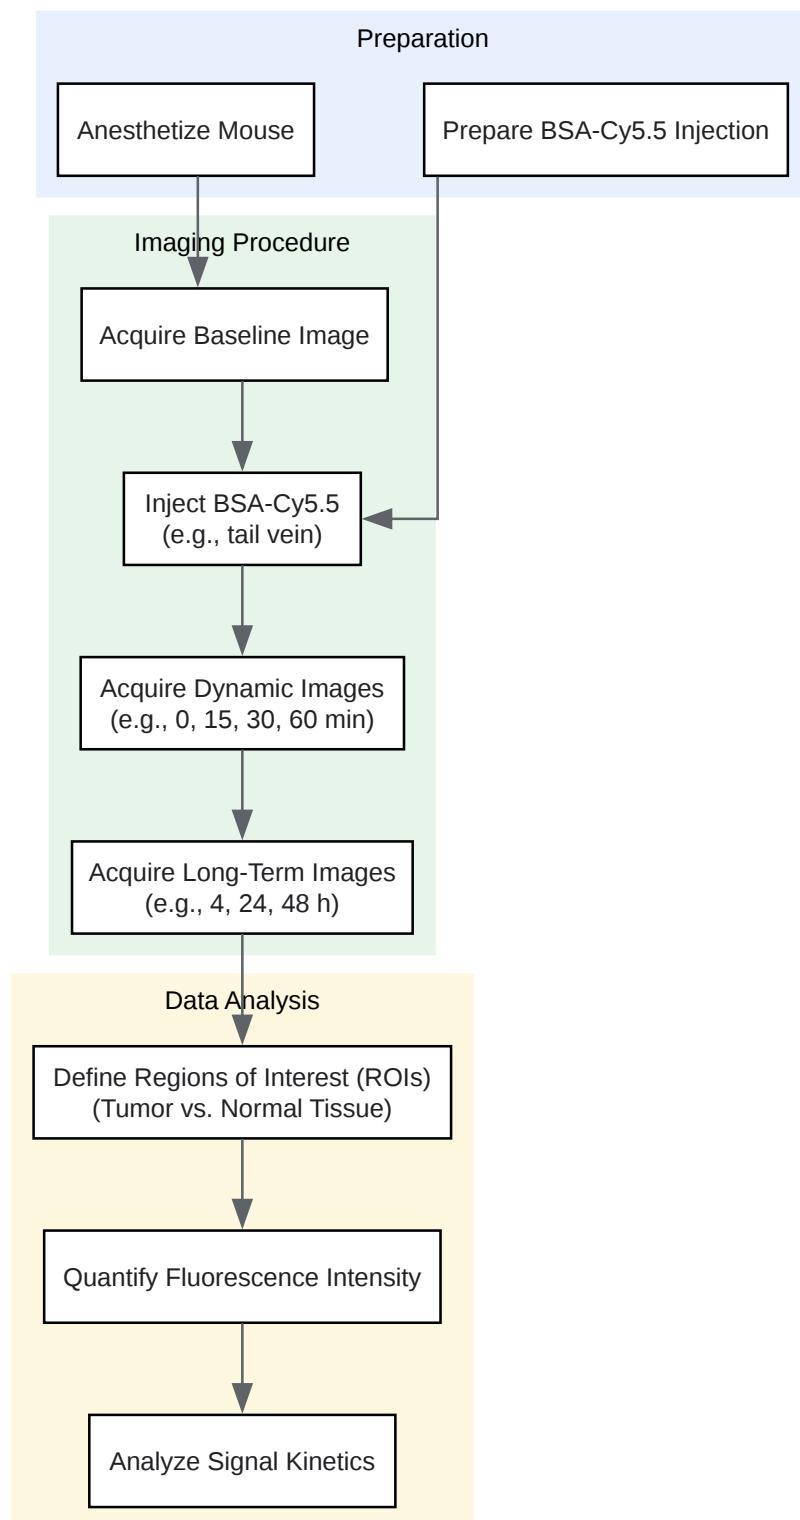 Preparation
Anesthetize Mouse
Prepare BSA-Cy5.5 Injection
Imaging Procedure
Acquire Baseline Image
Inject BSA-Cy5.5
(e.g., tail vein)
Acquire Dynamic Images
(e.g., 0, 15, 30, 60 min)
Acquire Long-Term Images
(e.g., 4, 24, 48 h)
Data Analysis
Define Regions of Interest (ROIs)
(Tumor vs. Normal Tissue)
Quantify Fluorescence Intensity
Analyze Signal Kinetics